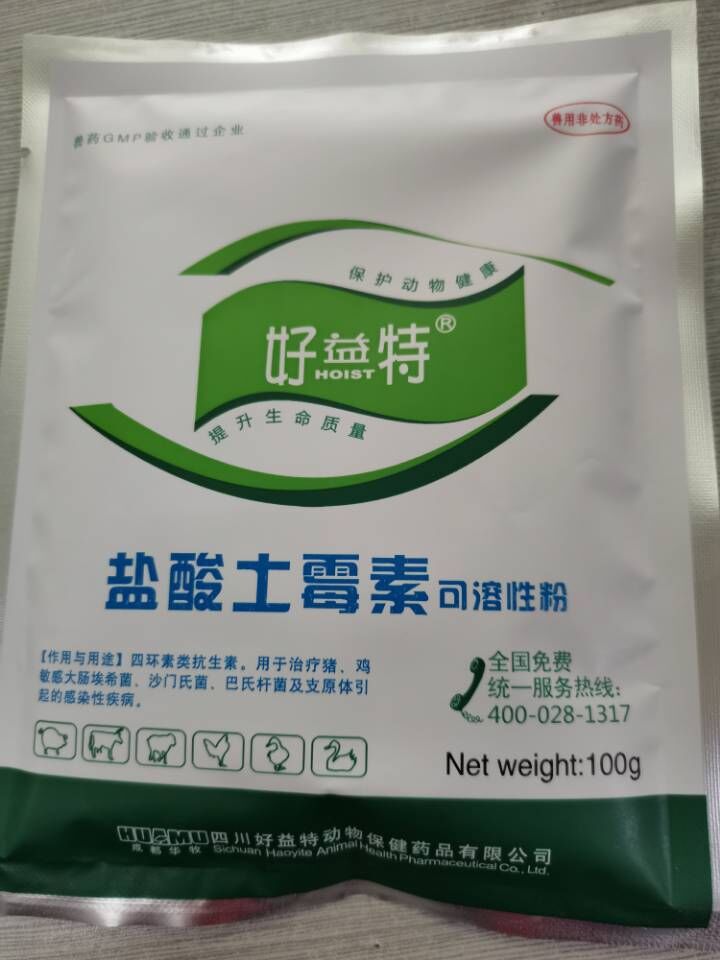 兽药GMP验收通过企业
兽用非处方药
保护动物健康
好益特®
HOIST
提升生命质量
盐酸土霉素可溶性粉
【作用与用途】四环素类抗生素。用于治疗猪、鸡
敏感大肠埃希菌、沙门氏菌、巴氏杆菌及支原体引
起的感染性疾病。
全国免费
统一服务热线:
400-028-1317
Net weight:100g
HUAMU 四川好益特动物保健药品有限公司
成都华牧 Sichuan Haoyite Animal Health Pharmaceutical Co., Ltd.